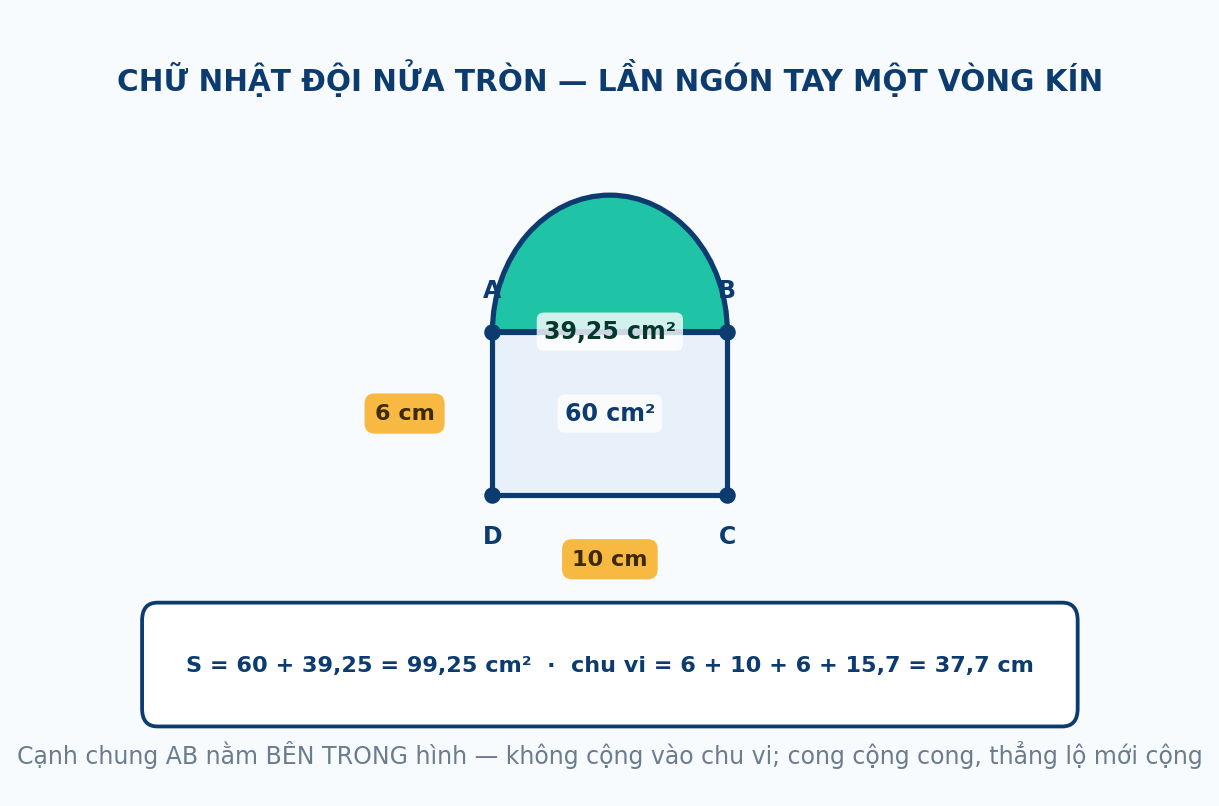 CHỮ NHẬT ĐỘI NỬA TRÒN — LẦN NGÓN TAY MỘT VÒNG KÍN
A
B
39,25 cm²
6 cm
60 cm²
D
C
10 cm
S = 60 + 39,25 = 99,25 cm² · chu vi = 6 + 10 + 6 + 15,7 = 37,7 cm
Cạnh chung AB nằm BÊN TRONG hình — không cộng vào chu vi; cong cộng cong, thẳng lộ mới cộng